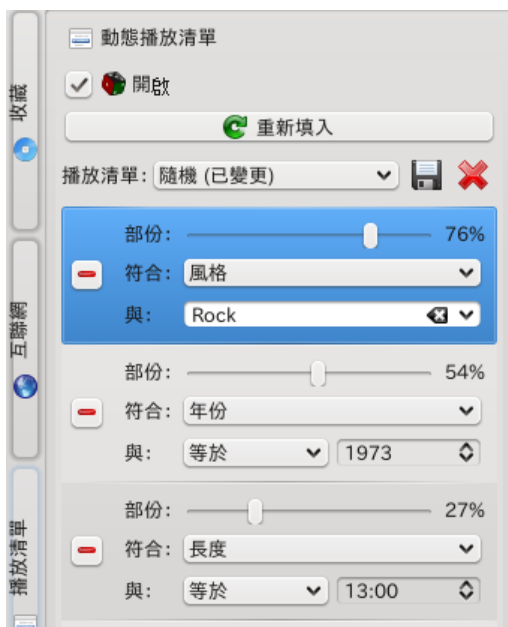 動態播放清單
開啟
重新填入
播放清單: 隨機 (已變更)
部份: 76%
符合: 風格
與: Rock
部份: 54%
符合: 年份
與: 等於 1973
部份: 27%
符合: 長度
與: 等於 13:00
收藏
互聯網
播放清單